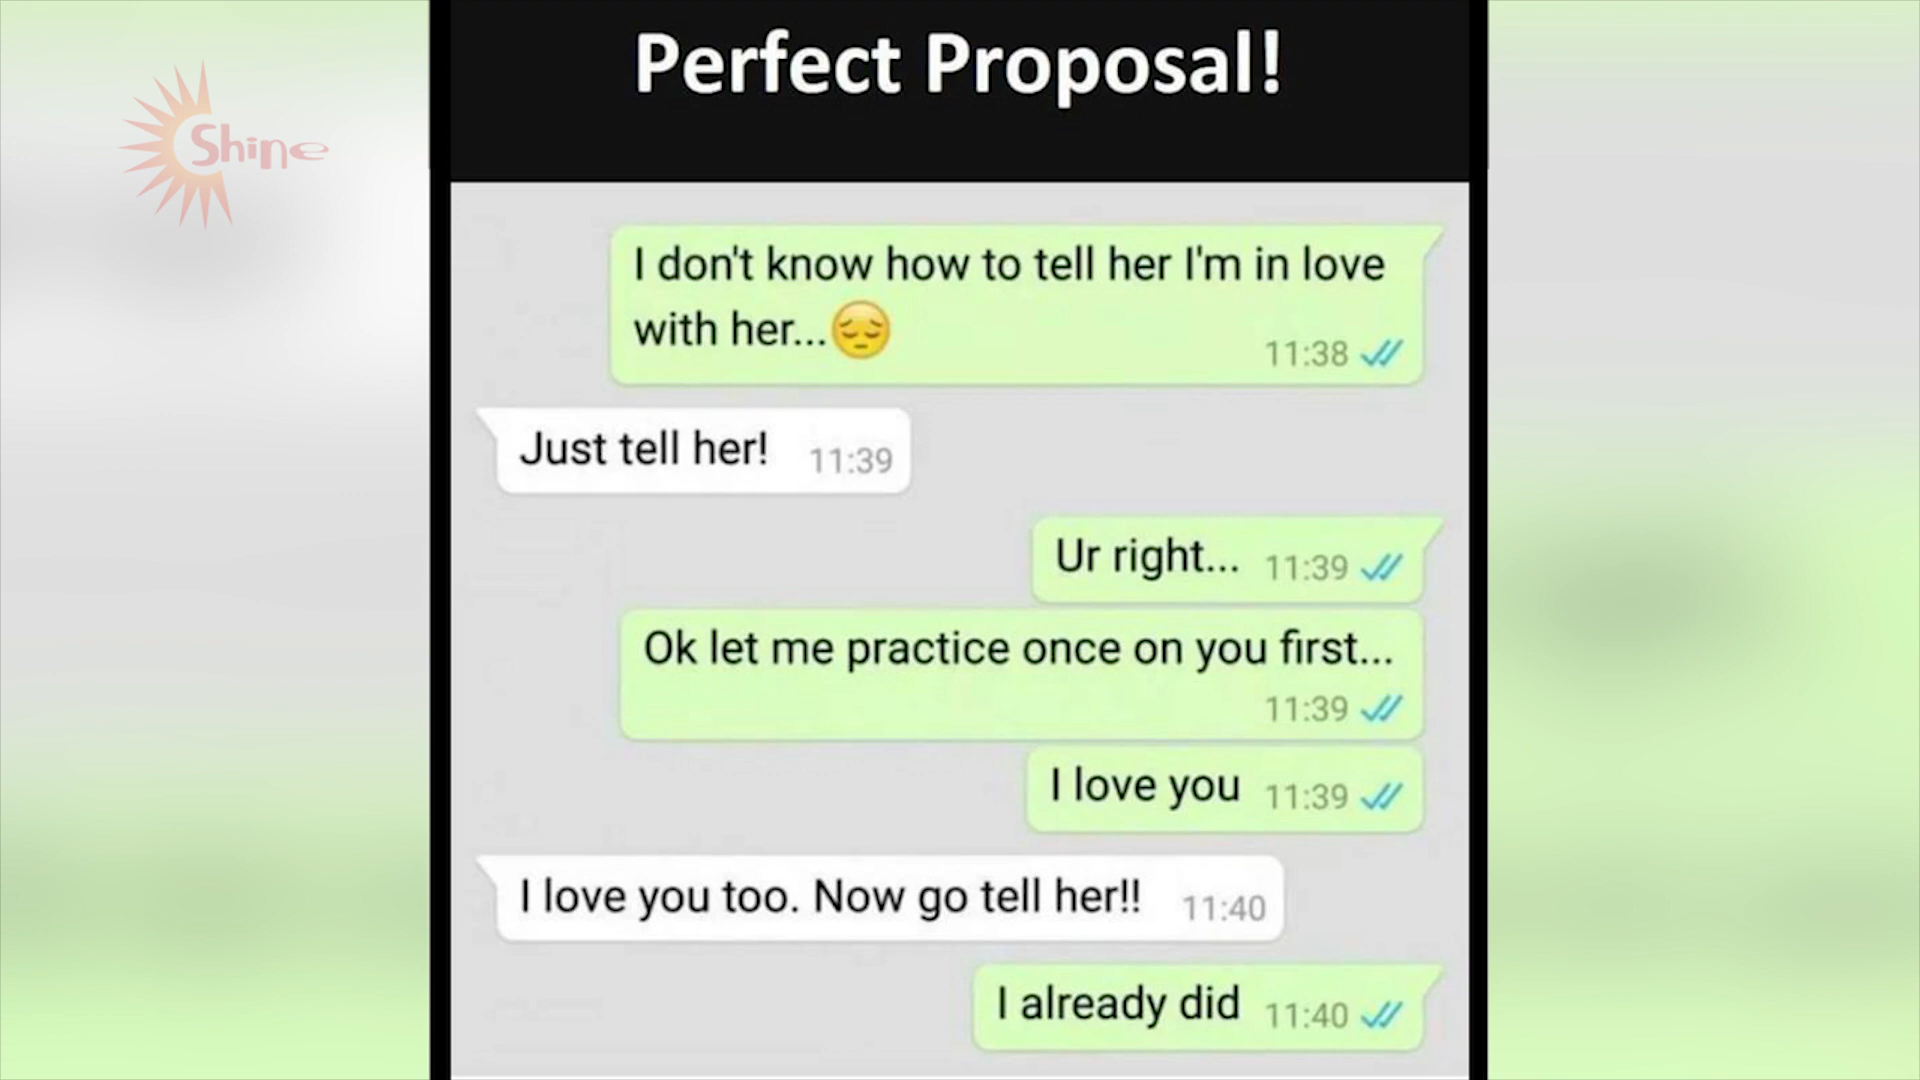 Perfect Proposal!
Shine
I don't know how to tell her I'm in love
with her...😔
11:38
Just tell her! 11:39
Ur right... 11:39
Ok let me practice once on you first...
11:39
I love you 11:39
I love you too. Now go tell her!! 11:40
I already did 11:40